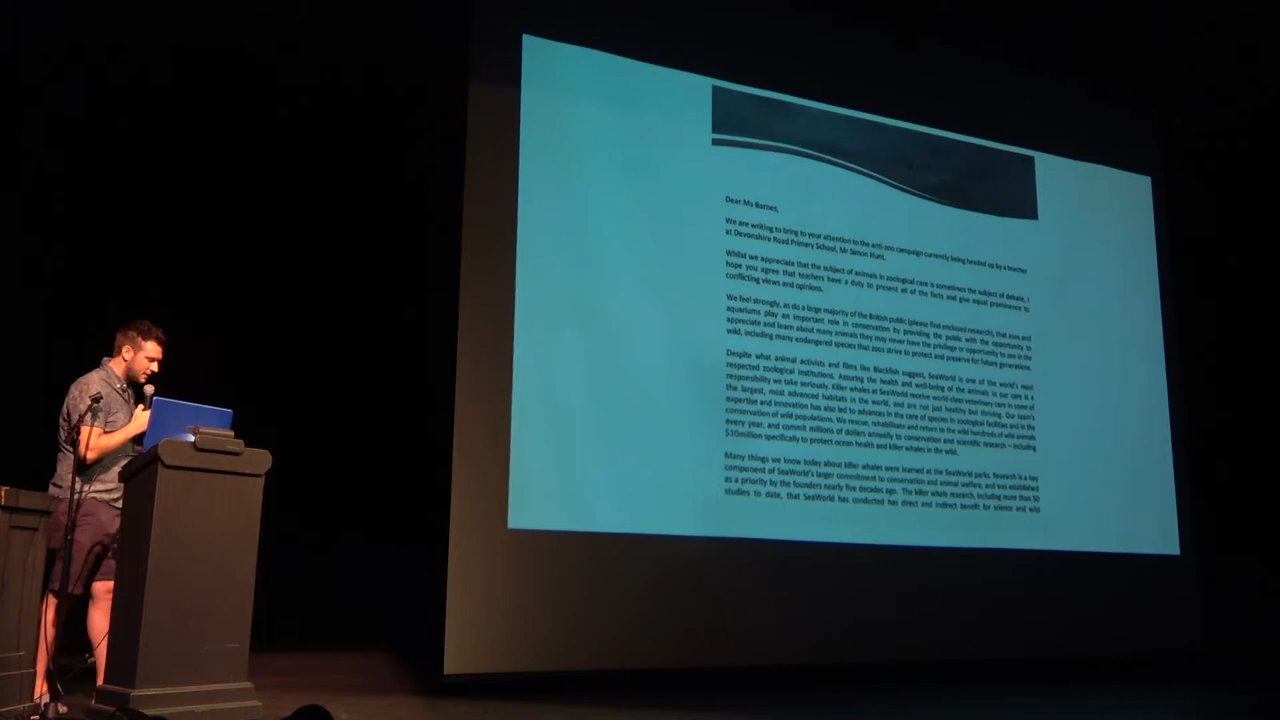 Dear Ms Barnes,
We are writing to bring to your attention to the anti-zoo campaign currently being headed up by a teacher
at Devonshire Road Primary School, Mr Simon Hunt.
Whilst we appreciate that the subject of animals in zoological care is sometimes the subject of debate, I
hope you agree that teachers have a duty to present all of the facts and give equal prominence to
conflicting views and opinions.
We feel strongly, as do a large majority of the British public (please find enclosed research), that zoos and
aquariums play an important role in conservation by providing the public with the opportunity to
appreciate and learn about many animals they may never have the privilege or opportunity to see in the
wild, including many endangered species that zoos strive to protect and preserve for future generations.
Despite what animal activists and films like Blackfish suggest, SeaWorld is one of the world's most
respected zoological institutions. Assuring the health and well-being of the animals in our care is a
responsibility we take seriously. Killer whales at SeaWorld receive world-class veterinary care in some of
the largest, most advanced habitats in the world, and are not just healthy but thriving. Our team's
expertise and innovation has also led to advances in the care of species in zoological facilities and in the
conservation of wild populations. We rescue, rehabilitate and return to the wild hundreds of wild animals
every year, and commit millions of dollars annually to conservation and scientific research – including
$10million specifically to protect ocean health and killer whales in the wild.
Many things we know today about killer whales were learned at the SeaWorld parks. Research is a key
component of SeaWorld's larger commitment to conservation and animal welfare, and was established
as a priority by the founders nearly five decades ago. The killer whale research, including more than 50
studies to date, that SeaWorld has conducted has direct and indirect benefit for science and wild